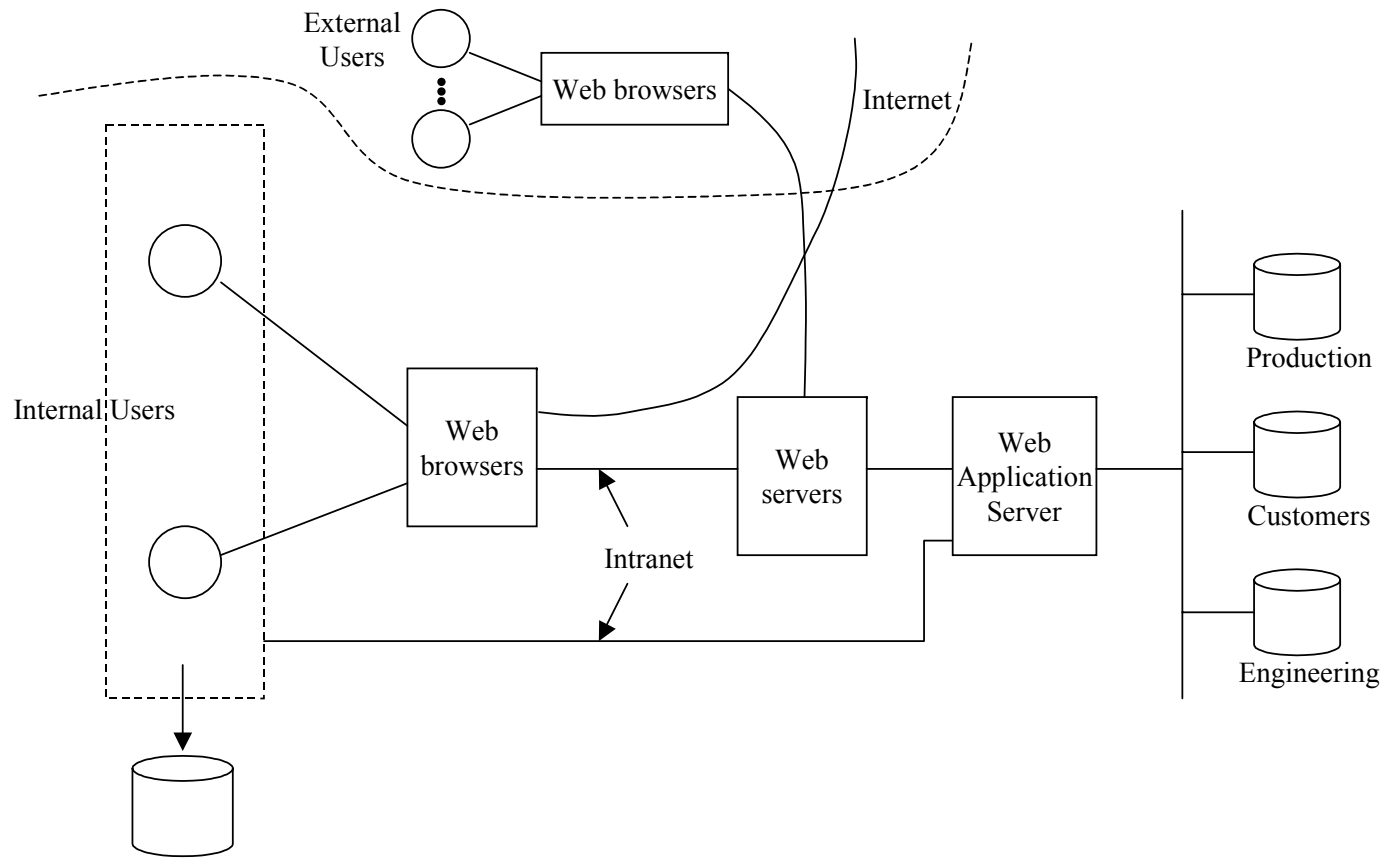 External
Users
Web browsers
Internet
Production
Internal Users
Web
browsers
Web
servers
Web
Application
Server
Customers
Intranet
Engineering